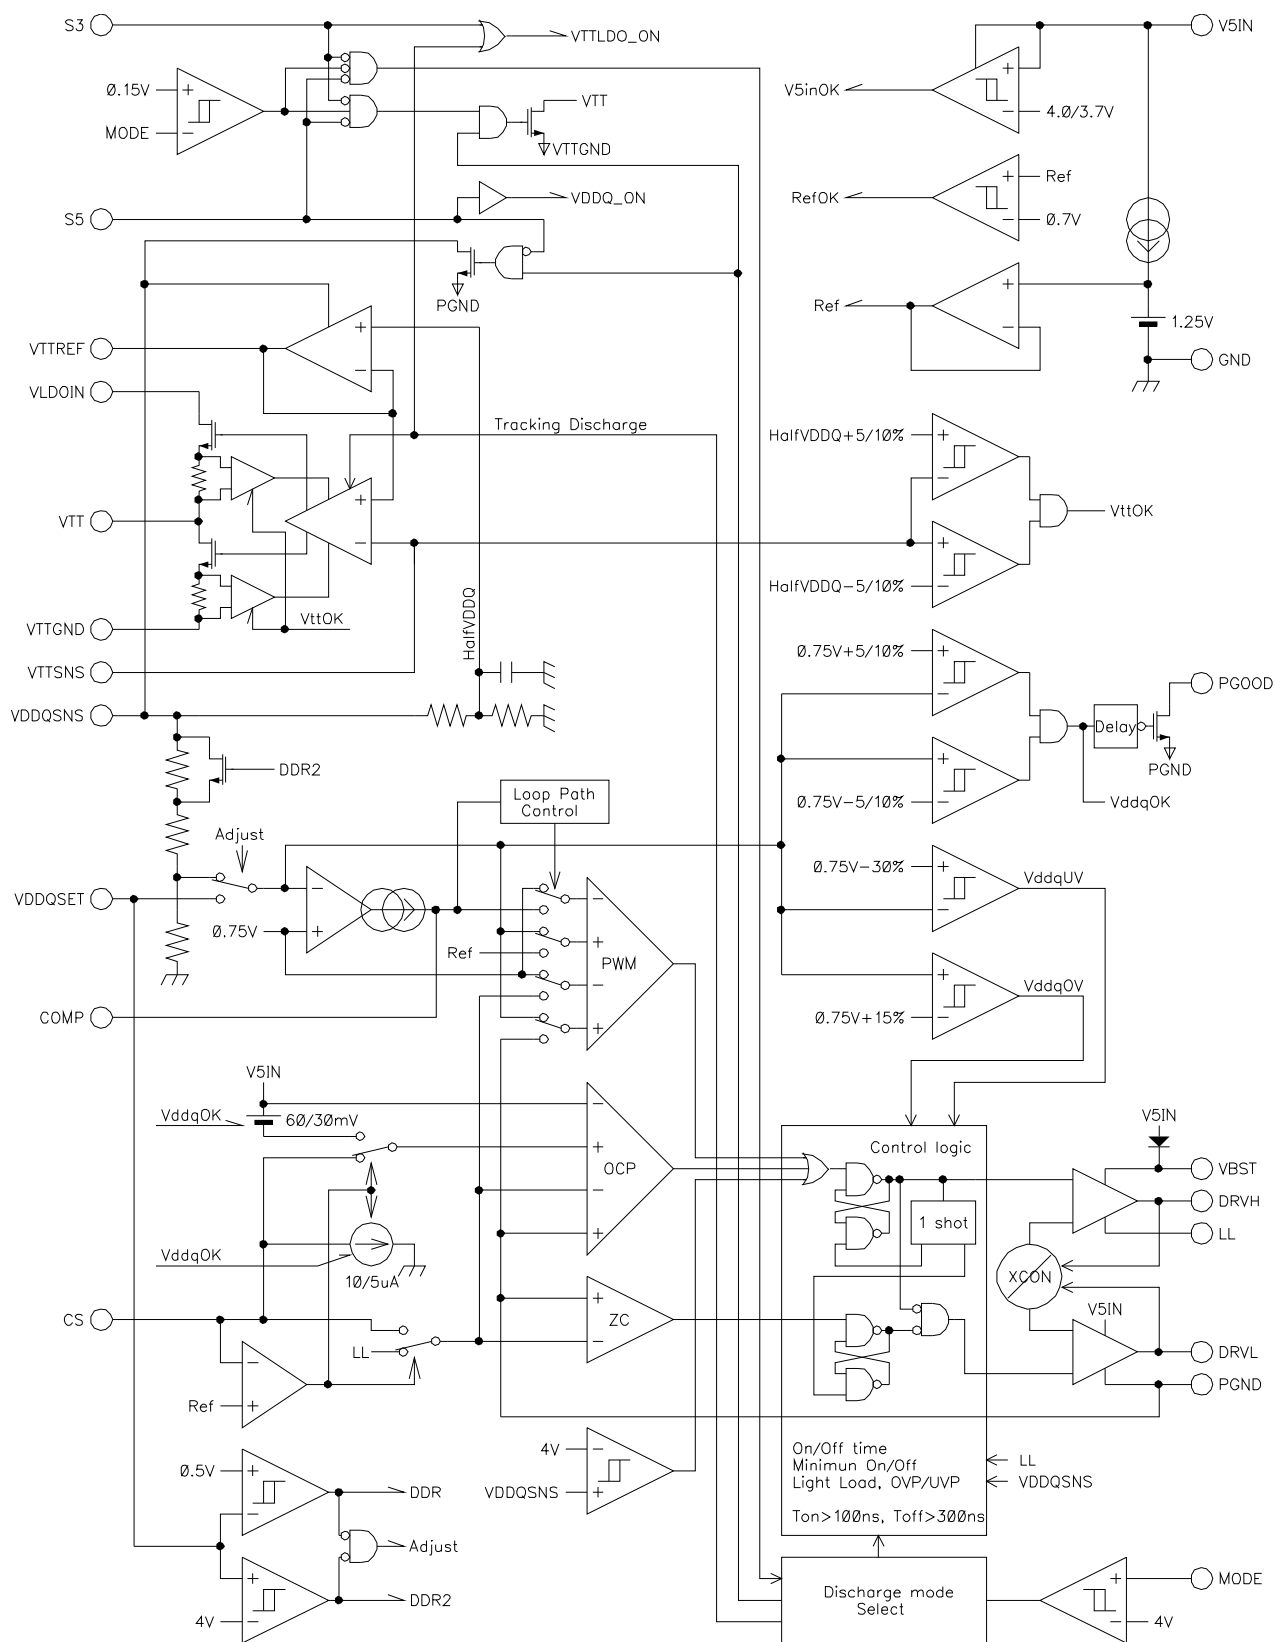 S3
VTTLDO_ON
V5IN
0.15V
MODE
VTT
VTTGND
V5inOK
4.0/3.7V
Ref
RefOK
0.7V
S5
VDDQ_ON
PGND
Ref
1.25V
GND
VTTREF
VLDOIN
Tracking Discharge
HalfVDDQ+5/10%
VTT
VttOK
HalfVDDQ-5/10%
VttOK
VTTGND
HalfVDDQ
VTTSNS
0.75V+5/10%
PGOOD
VDDQSNS
Delay
PGND
DDR2
0.75V-5/10%
VddqOK
Loop Path
Control
Adjust
0.75V-30%
VddqUV
VDDQSET
0.75V
Ref
PWM
VddqOV
0.75V+15%
COMP
V5IN
VddqOK
60/30mV
OCP
Control logic
V5IN
VBST
DRVH
1 shot
LL
VddqOK
10/5uA
XCON
CS
ZC
V5IN
LL
DRVL
PGND
Ref
4V
VDDQSNS
On/Off time
Minimun On/Off
Light Load, OVP/UVP
Ton>100ns, Toff>300ns
LL
VDDQSNS
0.5V
DDR
Adjust
4V
DDR2
Discharge mode
Select
MODE
4V